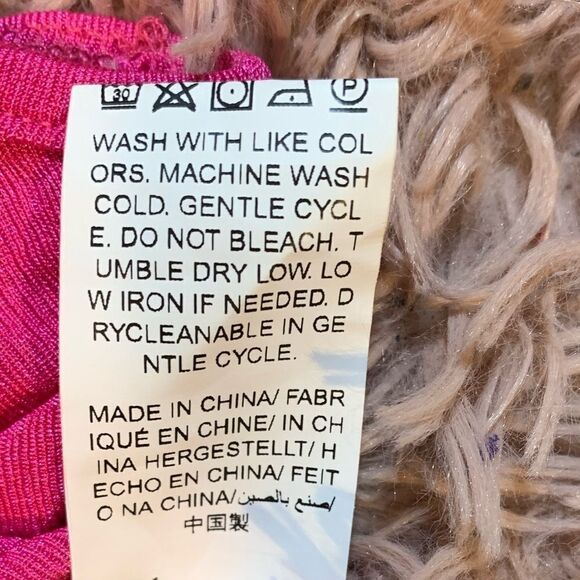 30 P
WASH WITH LIKE COL
ORS. MACHINE WASH
COLD. GENTLE CYCL
E. DO NOT BLEACH. T
UMBLE DRY LOW. LO
W IRON IF NEEDED. D
RYCLEANABLE IN GE
NTLE CYCLE.
MADE IN CHINA/ FABR
IQUÉ EN CHINE/ IN CH
INA HERGESTELLT/ H
ECHO EN CHINA/ FEIT
O NA CHINA/صنع بالصين/
中国製